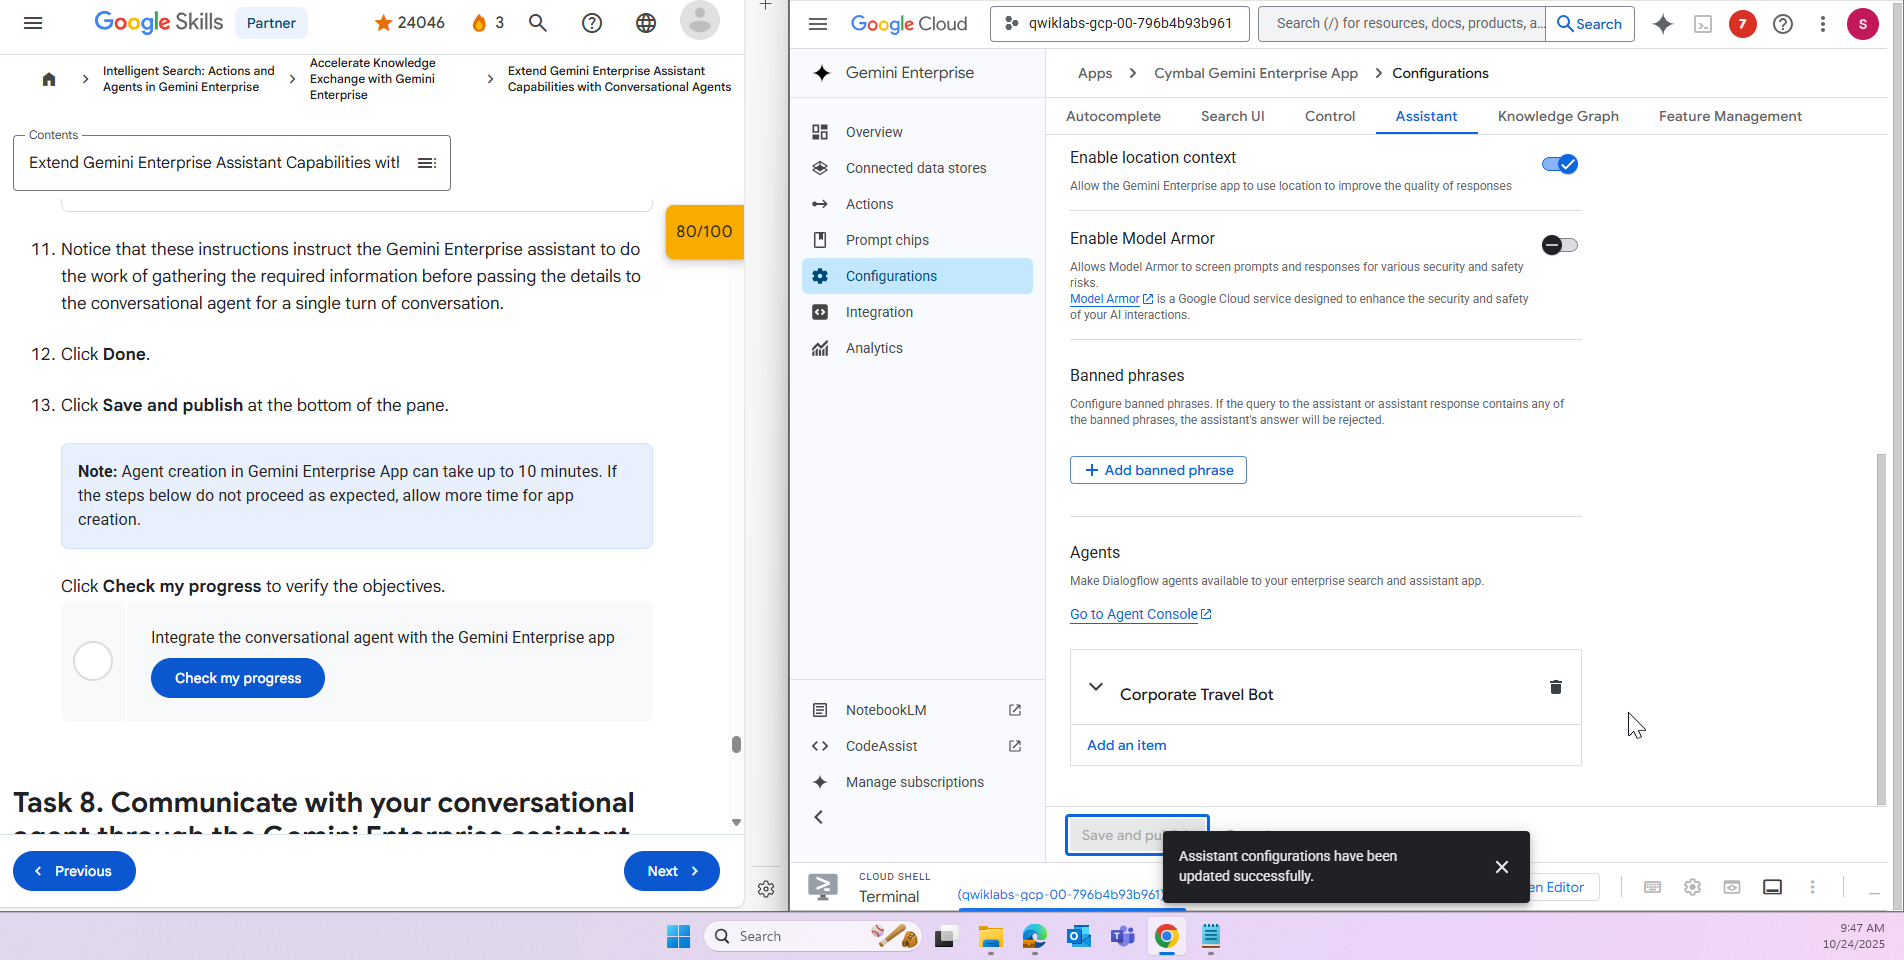 Google Skills
Partner
24046
3
Intelligent Search: Actions and
Agents in Gemini Enterprise
Accelerate Knowledge
Exchange with Gemini
Enterprise
Extend Gemini Enterprise Assistant
Capabilities with Conversational Agents
Contents
Extend Gemini Enterprise Assistant Capabilities with
80/100
11. Notice that these instructions instruct the Gemini Enterprise assistant to do
the work of gathering the required information before passing the details to
the conversational agent for a single turn of conversation.
12. Click Done.
13. Click Save and publish at the bottom of the pane.
Note: Agent creation in Gemini Enterprise App can take up to 10 minutes. If
the steps below do not proceed as expected, allow more time for app
creation.
Click Check my progress to verify the objectives.
Integrate the conversational agent with the Gemini Enterprise app
Check my progress
Task 8. Communicate with your conversational
agent through the Gemini Enterprise assistant
Previous
Next
Google Cloud
qwiklabs-gcp-00-796b4b93b961
Search (/) for resources, docs, products, a...
Search
7
S
Gemini Enterprise
Apps
Cymbal Gemini Enterprise App
Configurations
Overview
Connected data stores
Actions
Prompt chips
Configurations
Integration
Analytics
NotebookLM
CodeAssist
Manage subscriptions
Autocomplete
Search UI
Control
Assistant
Knowledge Graph
Feature Management
Enable location context
Allow the Gemini Enterprise app to use location to improve the quality of responses
Enable Model Armor
Allows Model Armor to screen prompts and responses for various security and safety
risks.
Model Armor is a Google Cloud service designed to enhance the security and safety
of your AI interactions.
Banned phrases
Configure banned phrases. If the query to the assistant or assistant response contains any of
the banned phrases, the assistant's answer will be rejected.
Add banned phrase
Agents
Make Dialogflow agents available to your enterprise search and assistant app.
Go to Agent Console
Corporate Travel Bot
Add an item
Save and pu
Assistant configurations have been
updated successfully.
CLOUD SHELL
Terminal
(qwiklabs-gcp-00-796b4b93b961)
en Editor
Search
9:47 AM
10/24/2025